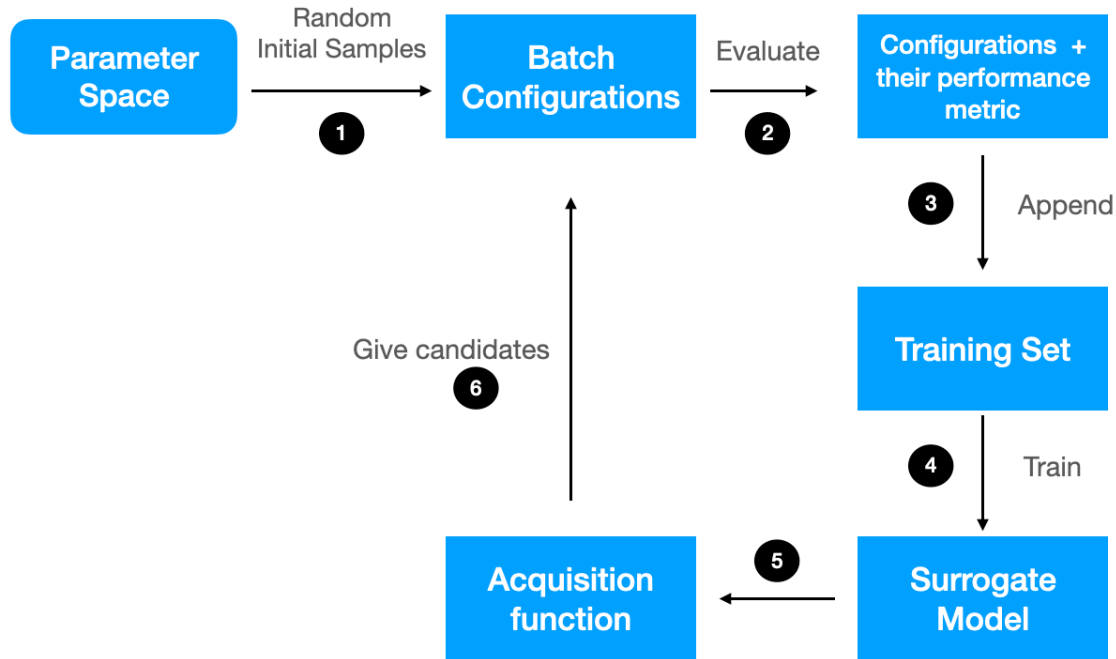 Parameter
Space
Random
Initial Samples
1
Batch
Configurations
Evaluate
2
Configurations +
their performance
metric
3
Append
Training Set
4
Train
Surrogate
Model
5
Acquisition
function
Give candidates
6